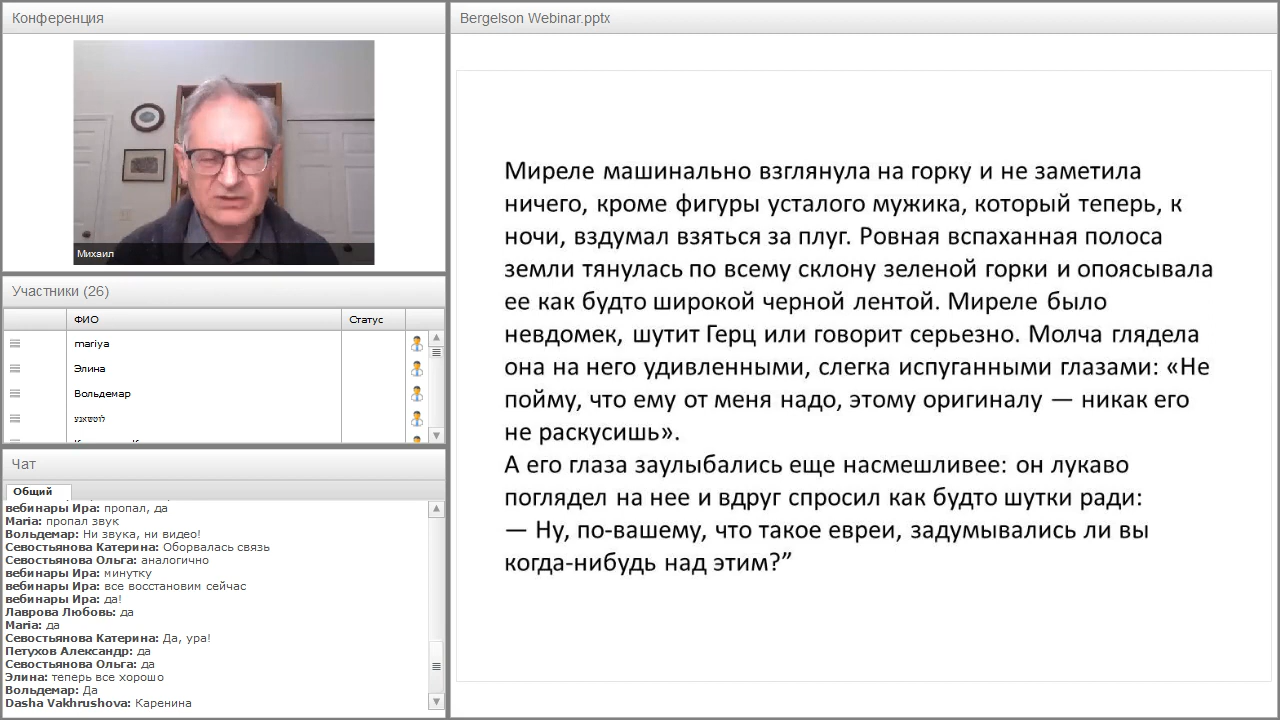 Конференция
Михаил
Участники (26)
ФИО
Статус
mariya
Элина
Вольдемар
Чат
Общий
вебинары Ира: пропал, да
Maria: пропал звук
Вольдемар: Ни звука, ни видео!
Севостьянова Катерина: Оборвалась связь
Севостьянова Ольга: аналогично
вебинары Ира: минутку
вебинары Ира: все восстановим сейчас
вебинары Ира: да!
Лаврова Любовь: да
Maria: да
Севостьянова Катерина: Да, ура!
Петухов Александр: да
Севостьянова Ольга: да
Элина: теперь все хорошо
Вольдемар: Да
Dasha Vakhrushova: Каренина
Bergelson Webinar.pptx
Миреле машинально взглянула на горку и не заметила
ничего, кроме фигуры усталого мужика, который теперь, к
ночи, вздумал взяться за плуг. Ровная вспаханная полоса
земли тянулась по всему склону зеленой горки и опоясывала
ее как будто широкой черной лентой. Миреле было
невдомек, шутит Герц или говорит серьезно. Молча глядела
она на него удивленными, слегка испуганными глазами: «Не
пойму, что ему от меня надо, этому оригиналу — никак его
не раскусишь».
А его глаза заулыбались еще насмешливее: он лукаво
поглядел на нее и вдруг спросил как будто шутки ради:
— Ну, по-вашему, что такое евреи, задумывались ли вы
когда-нибудь над этим?”